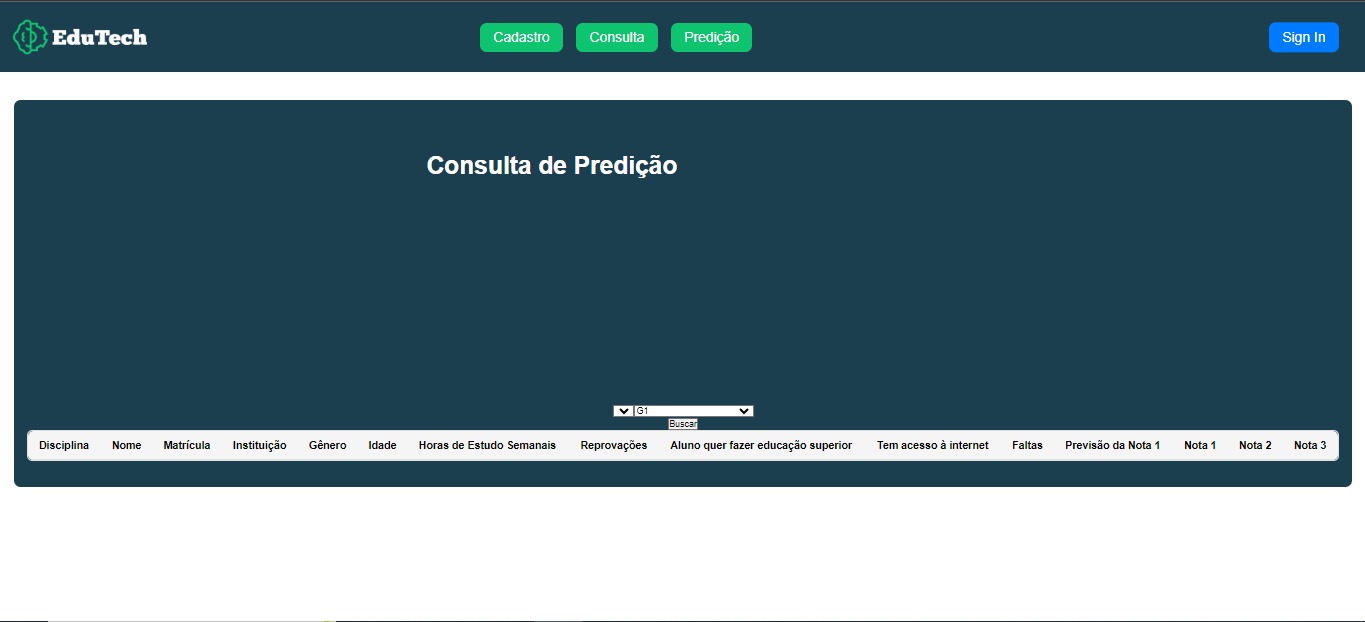 EduTech Cadastro Consulta Predição Sign In
Consulta de Predição
G1
Buscar
Disciplina Nome Matrícula Instituição Gênero Idade Horas de Estudo Semanais Reprovações Aluno quer fazer educação superior Tem acesso à internet Faltas Previsão da Nota 1 Nota 1 Nota 2 Nota 3